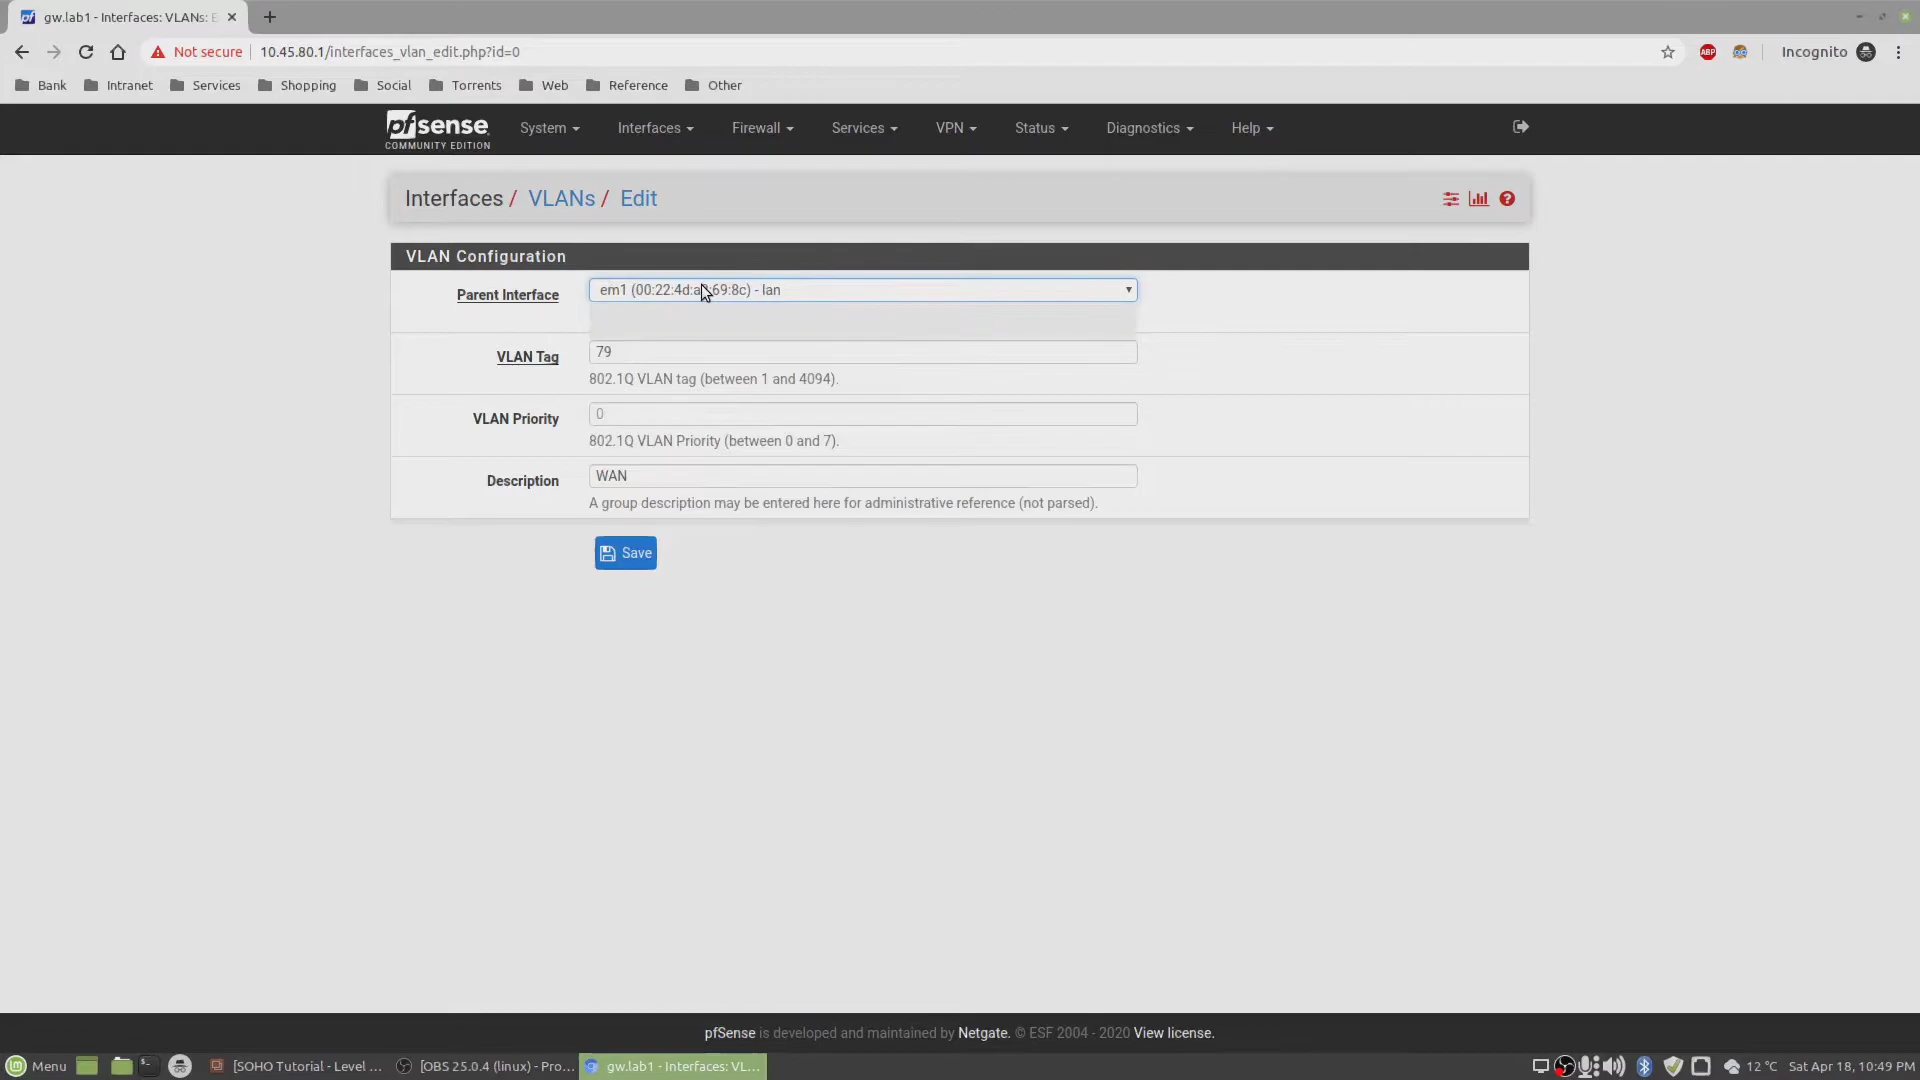 gw.lab1 - Interfaces: VLANs: E
Not secure 10.45.80.1/interfaces_vlan_edit.php?id=0 ABP Incognito
Bank Intranet Services Shopping Social Torrents Web Reference Other
pfsense COMMUNITY EDITION System Interfaces Firewall Services VPN Status Diagnostics Help
Interfaces / VLANs / Edit
VLAN Configuration
Parent Interface em1 (00:22:4d:a 69:8c) - lan
VLAN Tag 79
802.1Q VLAN tag (between 1 and 4094).
VLAN Priority 0
802.1Q VLAN Priority (between 0 and 7).
Description WAN
A group description may be entered here for administrative reference (not parsed).
Save
pfSense is developed and maintained by Netgate. © ESF 2004 - 2020 View license.
Menu [SOHO Tutorial - Level ... [OBS 25.0.4 (linux) - Pro... gw.lab1 - Interfaces: VL... 12 °C Sat Apr 18, 10:49 PM